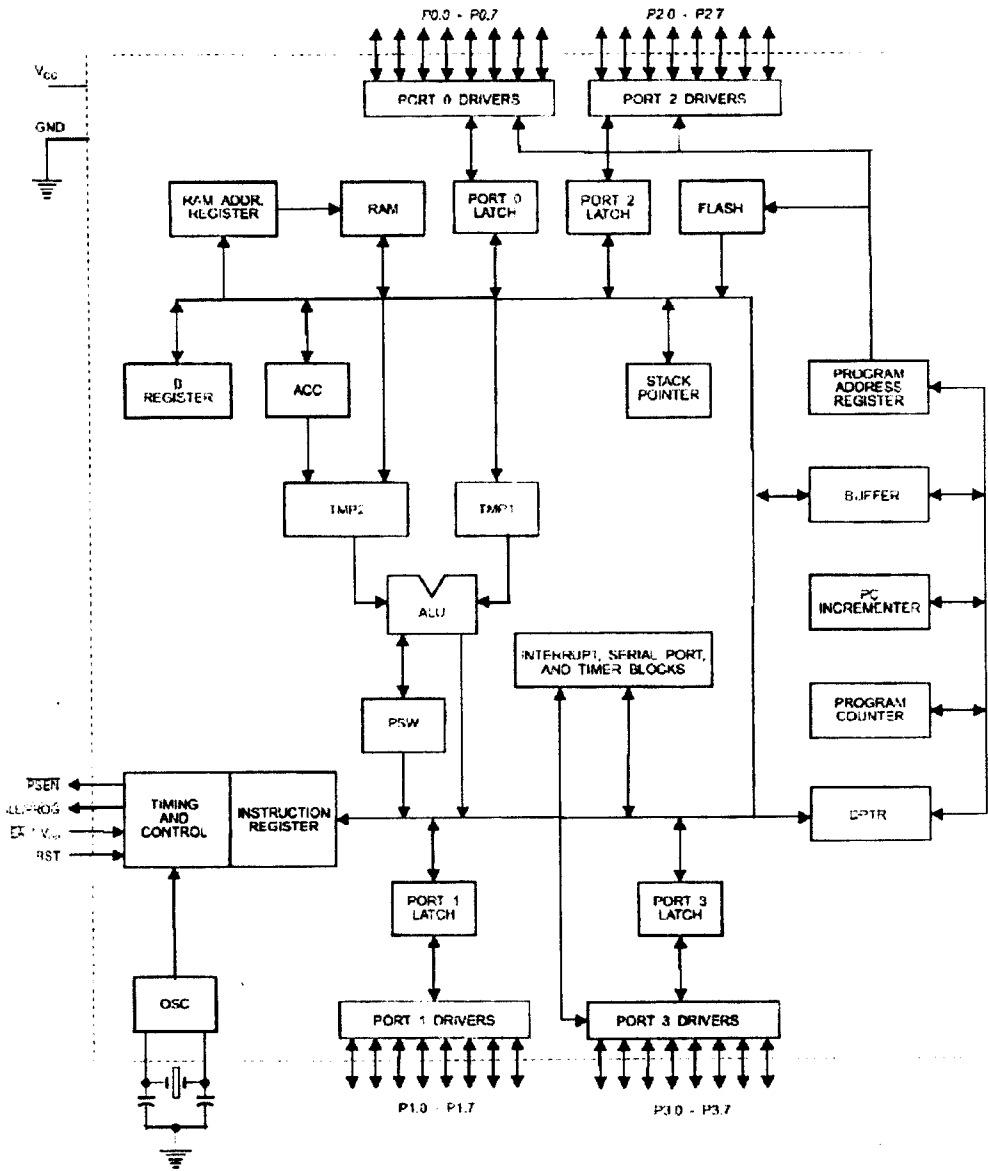 P0.0 - P0.7
P2.0 - P2.7
VCC
GND
PORT 0 DRIVERS
PORT 2 DRIVERS
RAM ADDR.
REGISTER
RAM
PORT 0
LATCH
PORT 2
LATCH
FLASH
B
REGISTER
ACC
STACK
POINTER
PROGRAM
ADDRESS
REGISTER
TMP2
TMP1
BUFFER
ALU
PC
INCREMENTER
INTERRUPT, SERIAL PORT,
AND TIMER BLOCKS
PSW
PROGRAM
COUNTER
PSEN
ALE/PROG
EA / VPP
RST
TIMING
AND
CONTROL
INSTRUCTION
REGISTER
DPTR
PORT 1
LATCH
PORT 3
LATCH
OSC
PORT 1 DRIVERS
PORT 3 DRIVERS
P1.0 - P1.7
P3.0 - P3.7